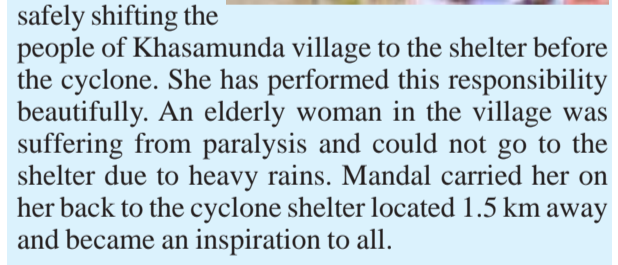 safely shifting the
people of Khasamunda village to the shelter before
the cyclone. She has performed this responsibility
beautifully. An elderly woman in the village was
suffering from paralysis and could not go to the
shelter due to heavy rains. Mandal carried her on
her back to the cyclone shelter located 1.5 km away
and became an inspiration to all.